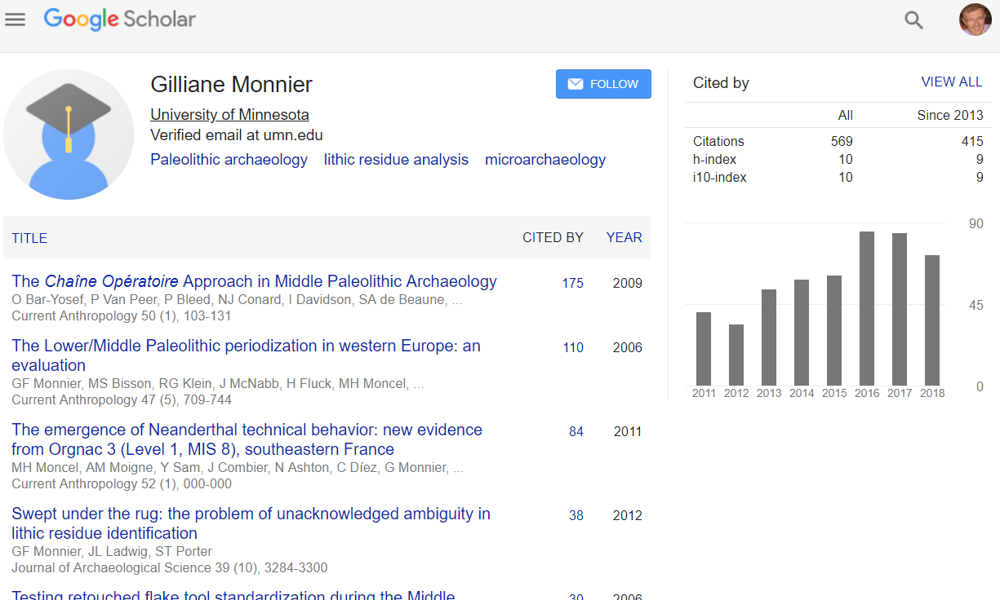 Google Scholar
Gilliane Monnier
FOLLOW
University of Minnesota
Verified email at umn.edu
Paleolithic archaeology lithic residue analysis microarchaeology
TITLE CITED BY YEAR
The Chaîne Opératoire Approach in Middle Paleolithic Archaeology 175 2009
O Bar-Yosef, P Van Peer, P Bleed, NJ Conard, I Davidson, SA de Beaune, ...
Current Anthropology 50 (1), 103-131
The Lower/Middle Paleolithic periodization in western Europe: an 110 2006
evaluation
GF Monnier, MS Bisson, RG Klein, J McNabb, H Fluck, MH Moncel, ...
Current Anthropology 47 (5), 709-744
The emergence of Neanderthal technical behavior: new evidence 84 2011
from Orgnac 3 (Level 1, MIS 8), southeastern France
MH Moncel, AM Moigne, Y Sam, J Combier, N Ashton, C Díez, G Monnier, ...
Current Anthropology 52 (1), 000-000
Swept under the rug: the problem of unacknowledged ambiguity in 38 2012
lithic residue identification
GF Monnier, JL Ladwig, ST Porter
Journal of Archaeological Science 39 (10), 3284-3300
Testing retouched flake tool standardization during the Middle 30 2006
Cited by VIEW ALL
All Since 2013
Citations 569 415
h-index 10 9
i10-index 10 9
90
45
0
2011 2012 2013 2014 2015 2016 2017 2018